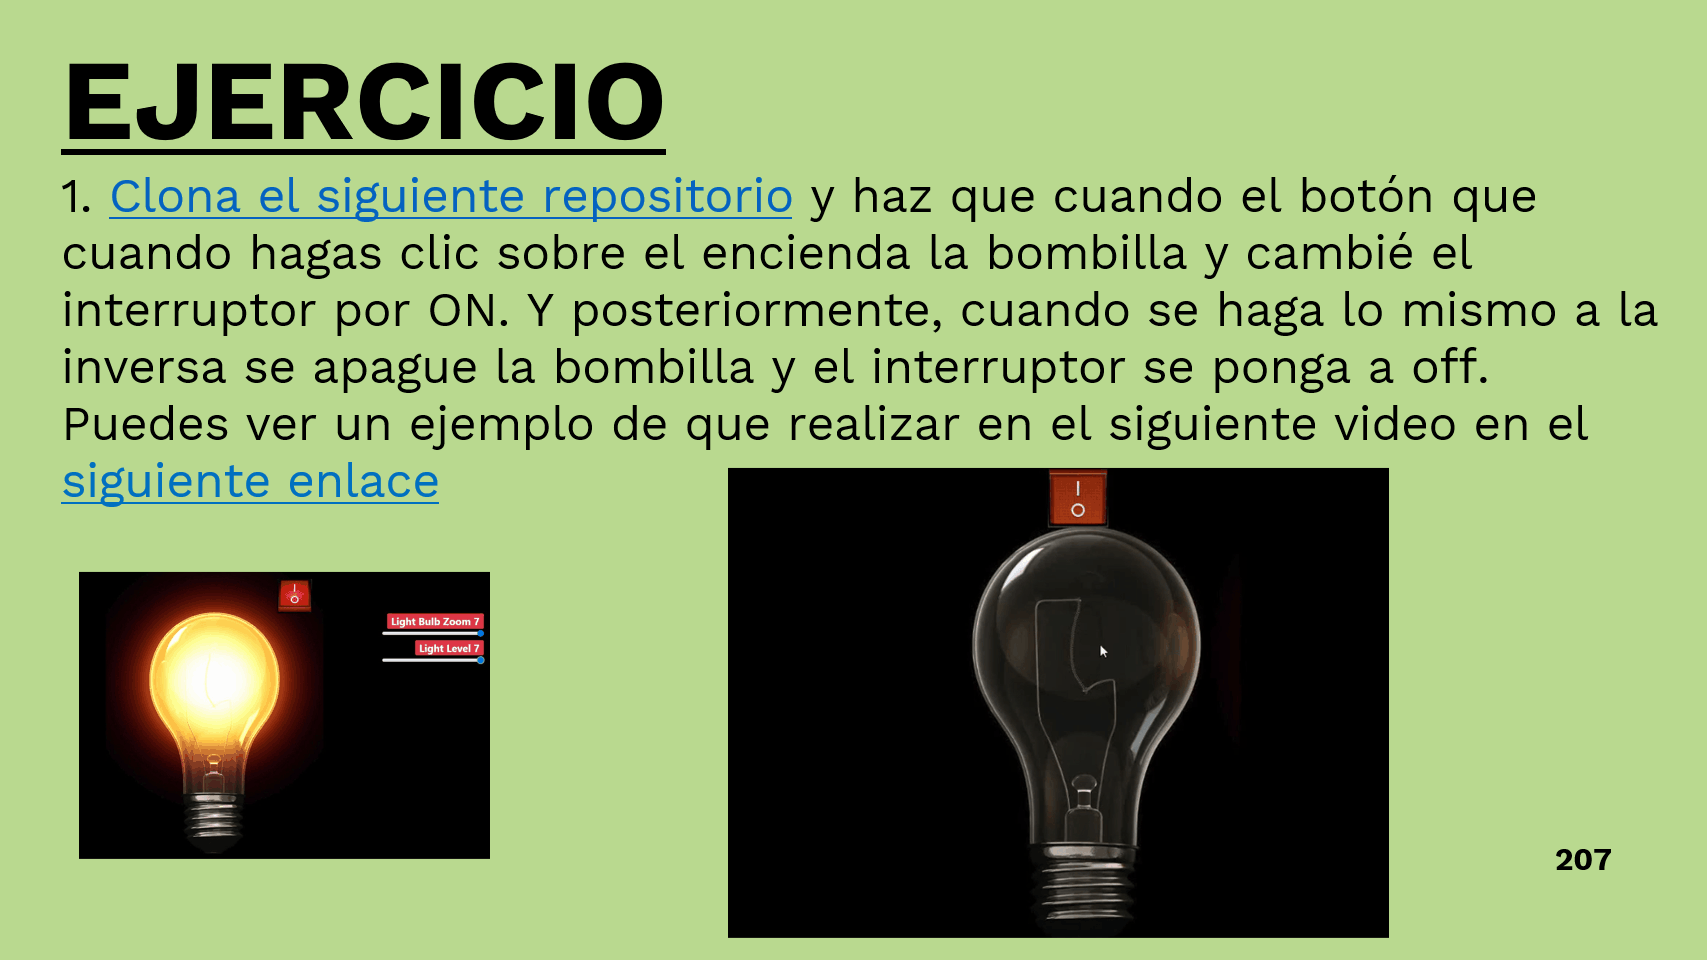 EJERCICIO
1. Clona el siguiente repositorio y haz que cuando el botón que
cuando hagas clic sobre el encienda la bombilla y cambié el
interruptor por ON. Y posteriormente, cuando se haga lo mismo a la
inversa se apague la bombilla y el interruptor se ponga a off.
Puedes ver un ejemplo de que realizar en el siguiente video en el
siguiente enlace
Light Bulb Zoom 7
Light Level 7
207